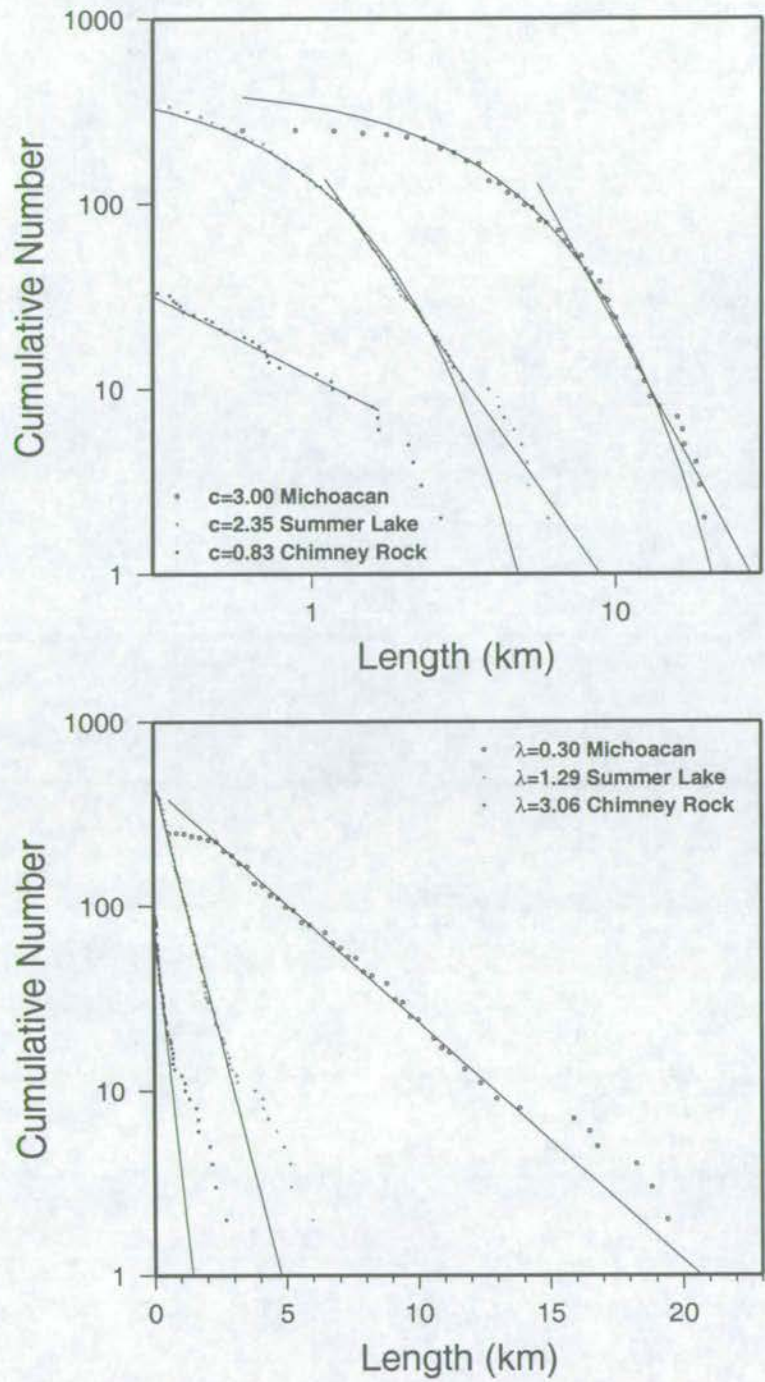 1000
100
10
1
Cumulative Number
c=3.00 Michoacan
c=2.35 Summer Lake
c=0.83 Chimney Rock
1 10
Length (km)
1000
100
10
1
Cumulative Number
λ=0.30 Michoacan
λ=1.29 Summer Lake
λ=3.06 Chimney Rock
0 5 10 15 20
Length (km)